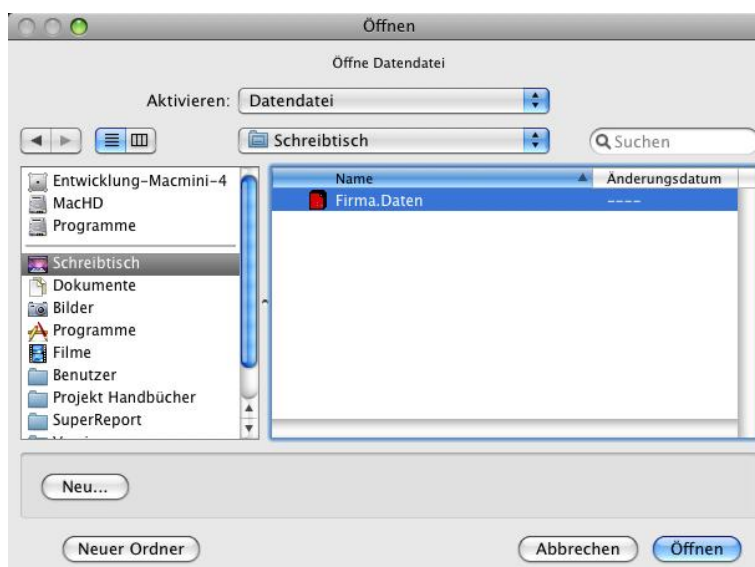 Öffnen
Öffne Datendatei
Aktivieren: Datendatei
Schreibtisch
Suchen
Entwicklung-Macmini-4
MacHD
Programme
Schreibtisch
Dokumente
Bilder
Programme
Filme
Benutzer
Projekt Handbücher
SuperReport
Name Änderungsdatum
Firma.Daten ----
Neu...
Neuer Ordner Abbrechen Öffnen